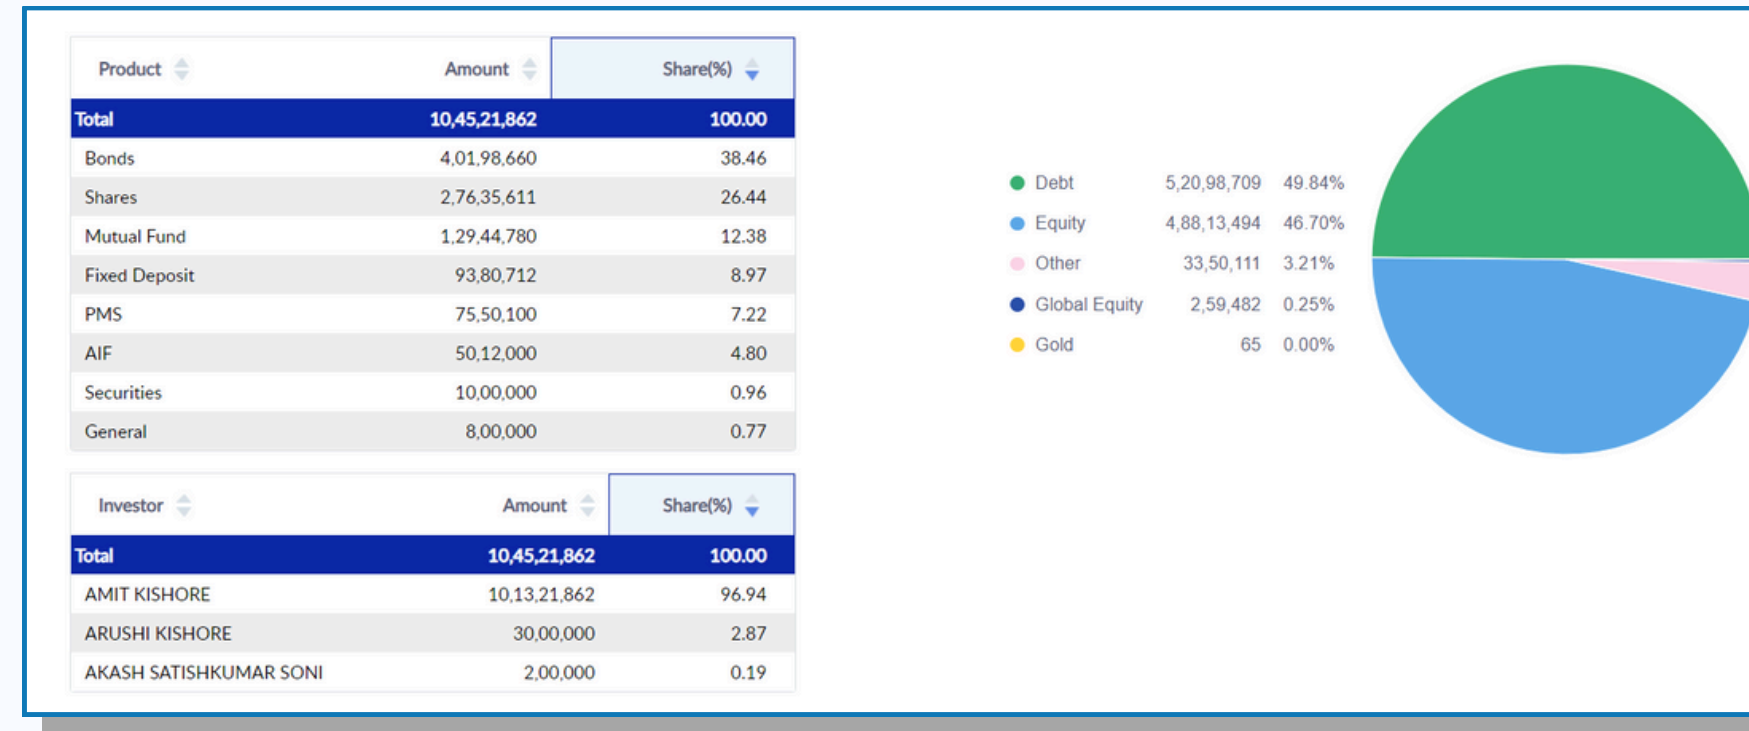 Product Amount Share(%)
Total 10,45,21,862 100.00
Bonds 4,01,98,660 38.46
Shares 2,76,35,611 26.44
Mutual Fund 1,29,44,780 12.38
Fixed Deposit 93,80,712 8.97
PMS 75,50,100 7.22
AIF 50,12,000 4.80
Securities 10,00,000 0.96
General 8,00,000 0.77
Investor Amount Share(%)
Total 10,45,21,862 100.00
AMIT KISHORE 10,13,21,862 96.94
ARUSHI KISHORE 30,00,000 2.87
AKASH SATISHKUMAR SONI 2,00,000 0.19
Debt 5,20,98,709 49.84%
Equity 4,88,13,494 46.70%
Other 33,50,111 3.21%
Global Equity 2,59,482 0.25%
Gold 65 0.00%